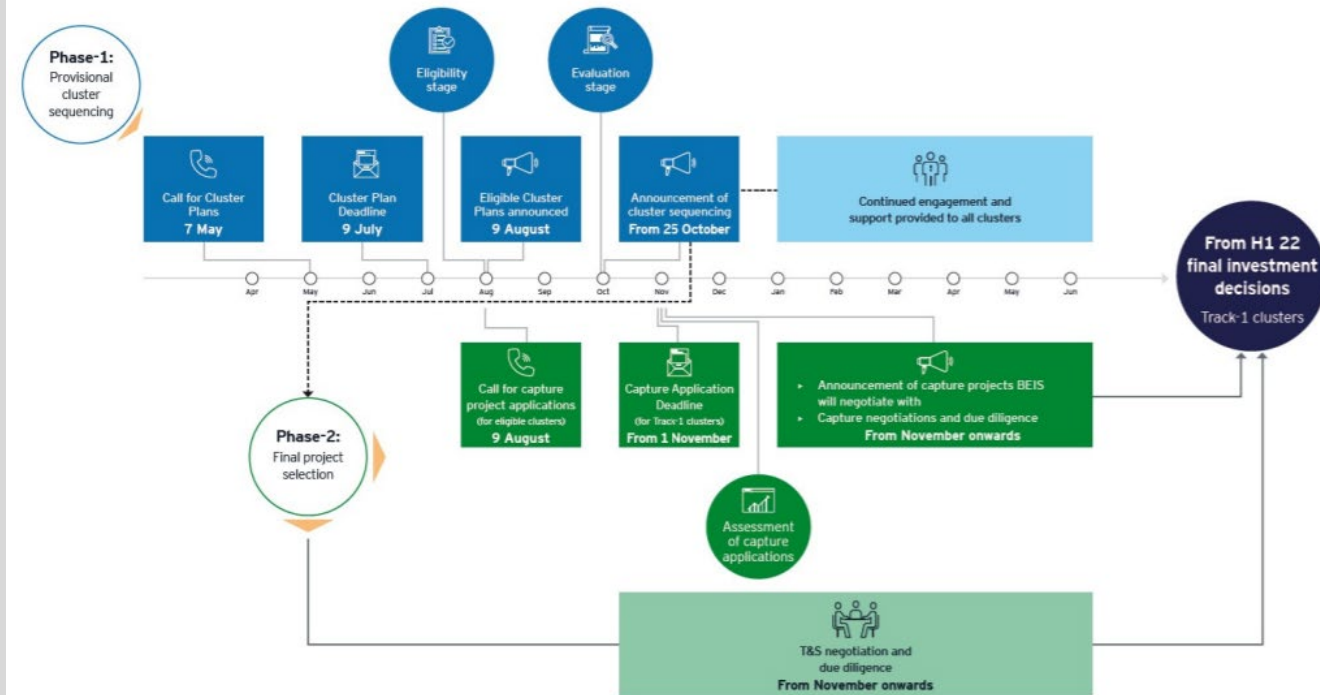 Phase-1:
Provisional
cluster
sequencing
Eligibility
stage
Evaluation
stage
Call for Cluster
Plans
7 May
Cluster Plan
Deadline
9 July
Eligible Cluster
Plans announced
9 August
Announcement of
cluster sequencing
From 25 October
Continued engagement and
support provided to all clusters
From H1 22
final investment
decisions
Track-1 clusters
Apr
May
Jun
Jul
Aug
Sep
Oct
Nov
Dec
Jan
Feb
Mar
Apr
May
Jun
Call for capture
project applications
(for eligible clusters)
9 August
Capture Application
Deadline
(for Track-1 clusters)
From 1 November
▸ Announcement of capture projects BEIS
will negotiate with
▸ Capture negotiations and due diligence
From November onwards
Phase-2:
Final project
selection
Assessment
of capture
applications
T&S negotiation and
due diligence
From November onwards